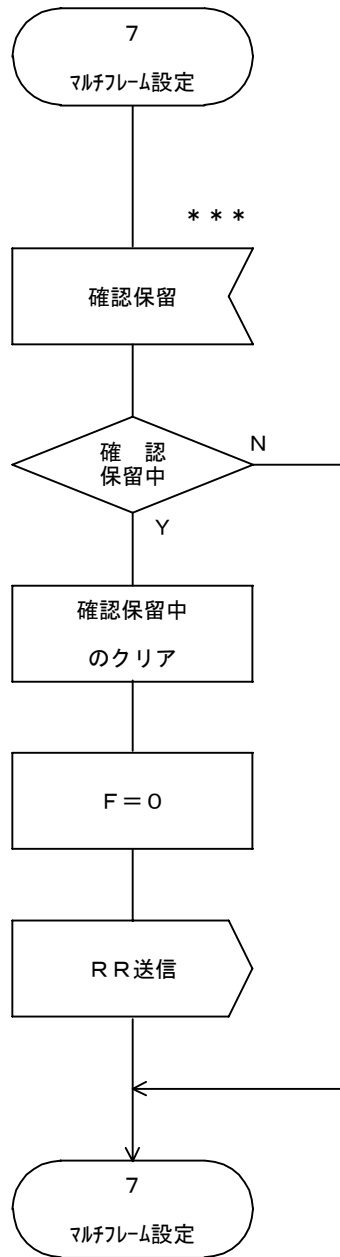 7
ﾏﾙﾁﾌﾚｰﾑ設定
＊＊＊
確認保留
確　認
保留中
N
Y
確認保留中
のクリア
Ｆ＝０
ＲＲ送信
7
ﾏﾙﾁﾌﾚｰﾑ設定